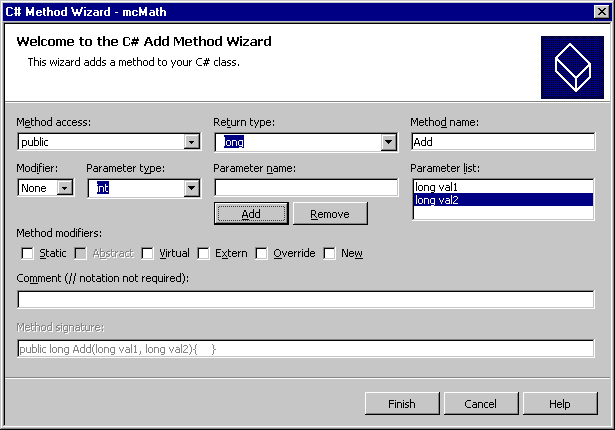 C# Method Wizard - mcMath
Welcome to the C# Add Method Wizard
This wizard adds a method to your C# class.
Method access:
Return type:
Method name:
public
long
Add
Modifier:
Parameter type:
Parameter name:
Parameter list:
None
int
long val1
long val2
Add
Remove
Method modifiers:
Static
Abstract
Virtual
Extern
Override
New
Comment (// notation not required):
Method signature:
public long Add(long val1, long val2){ }
Finish
Cancel
Help